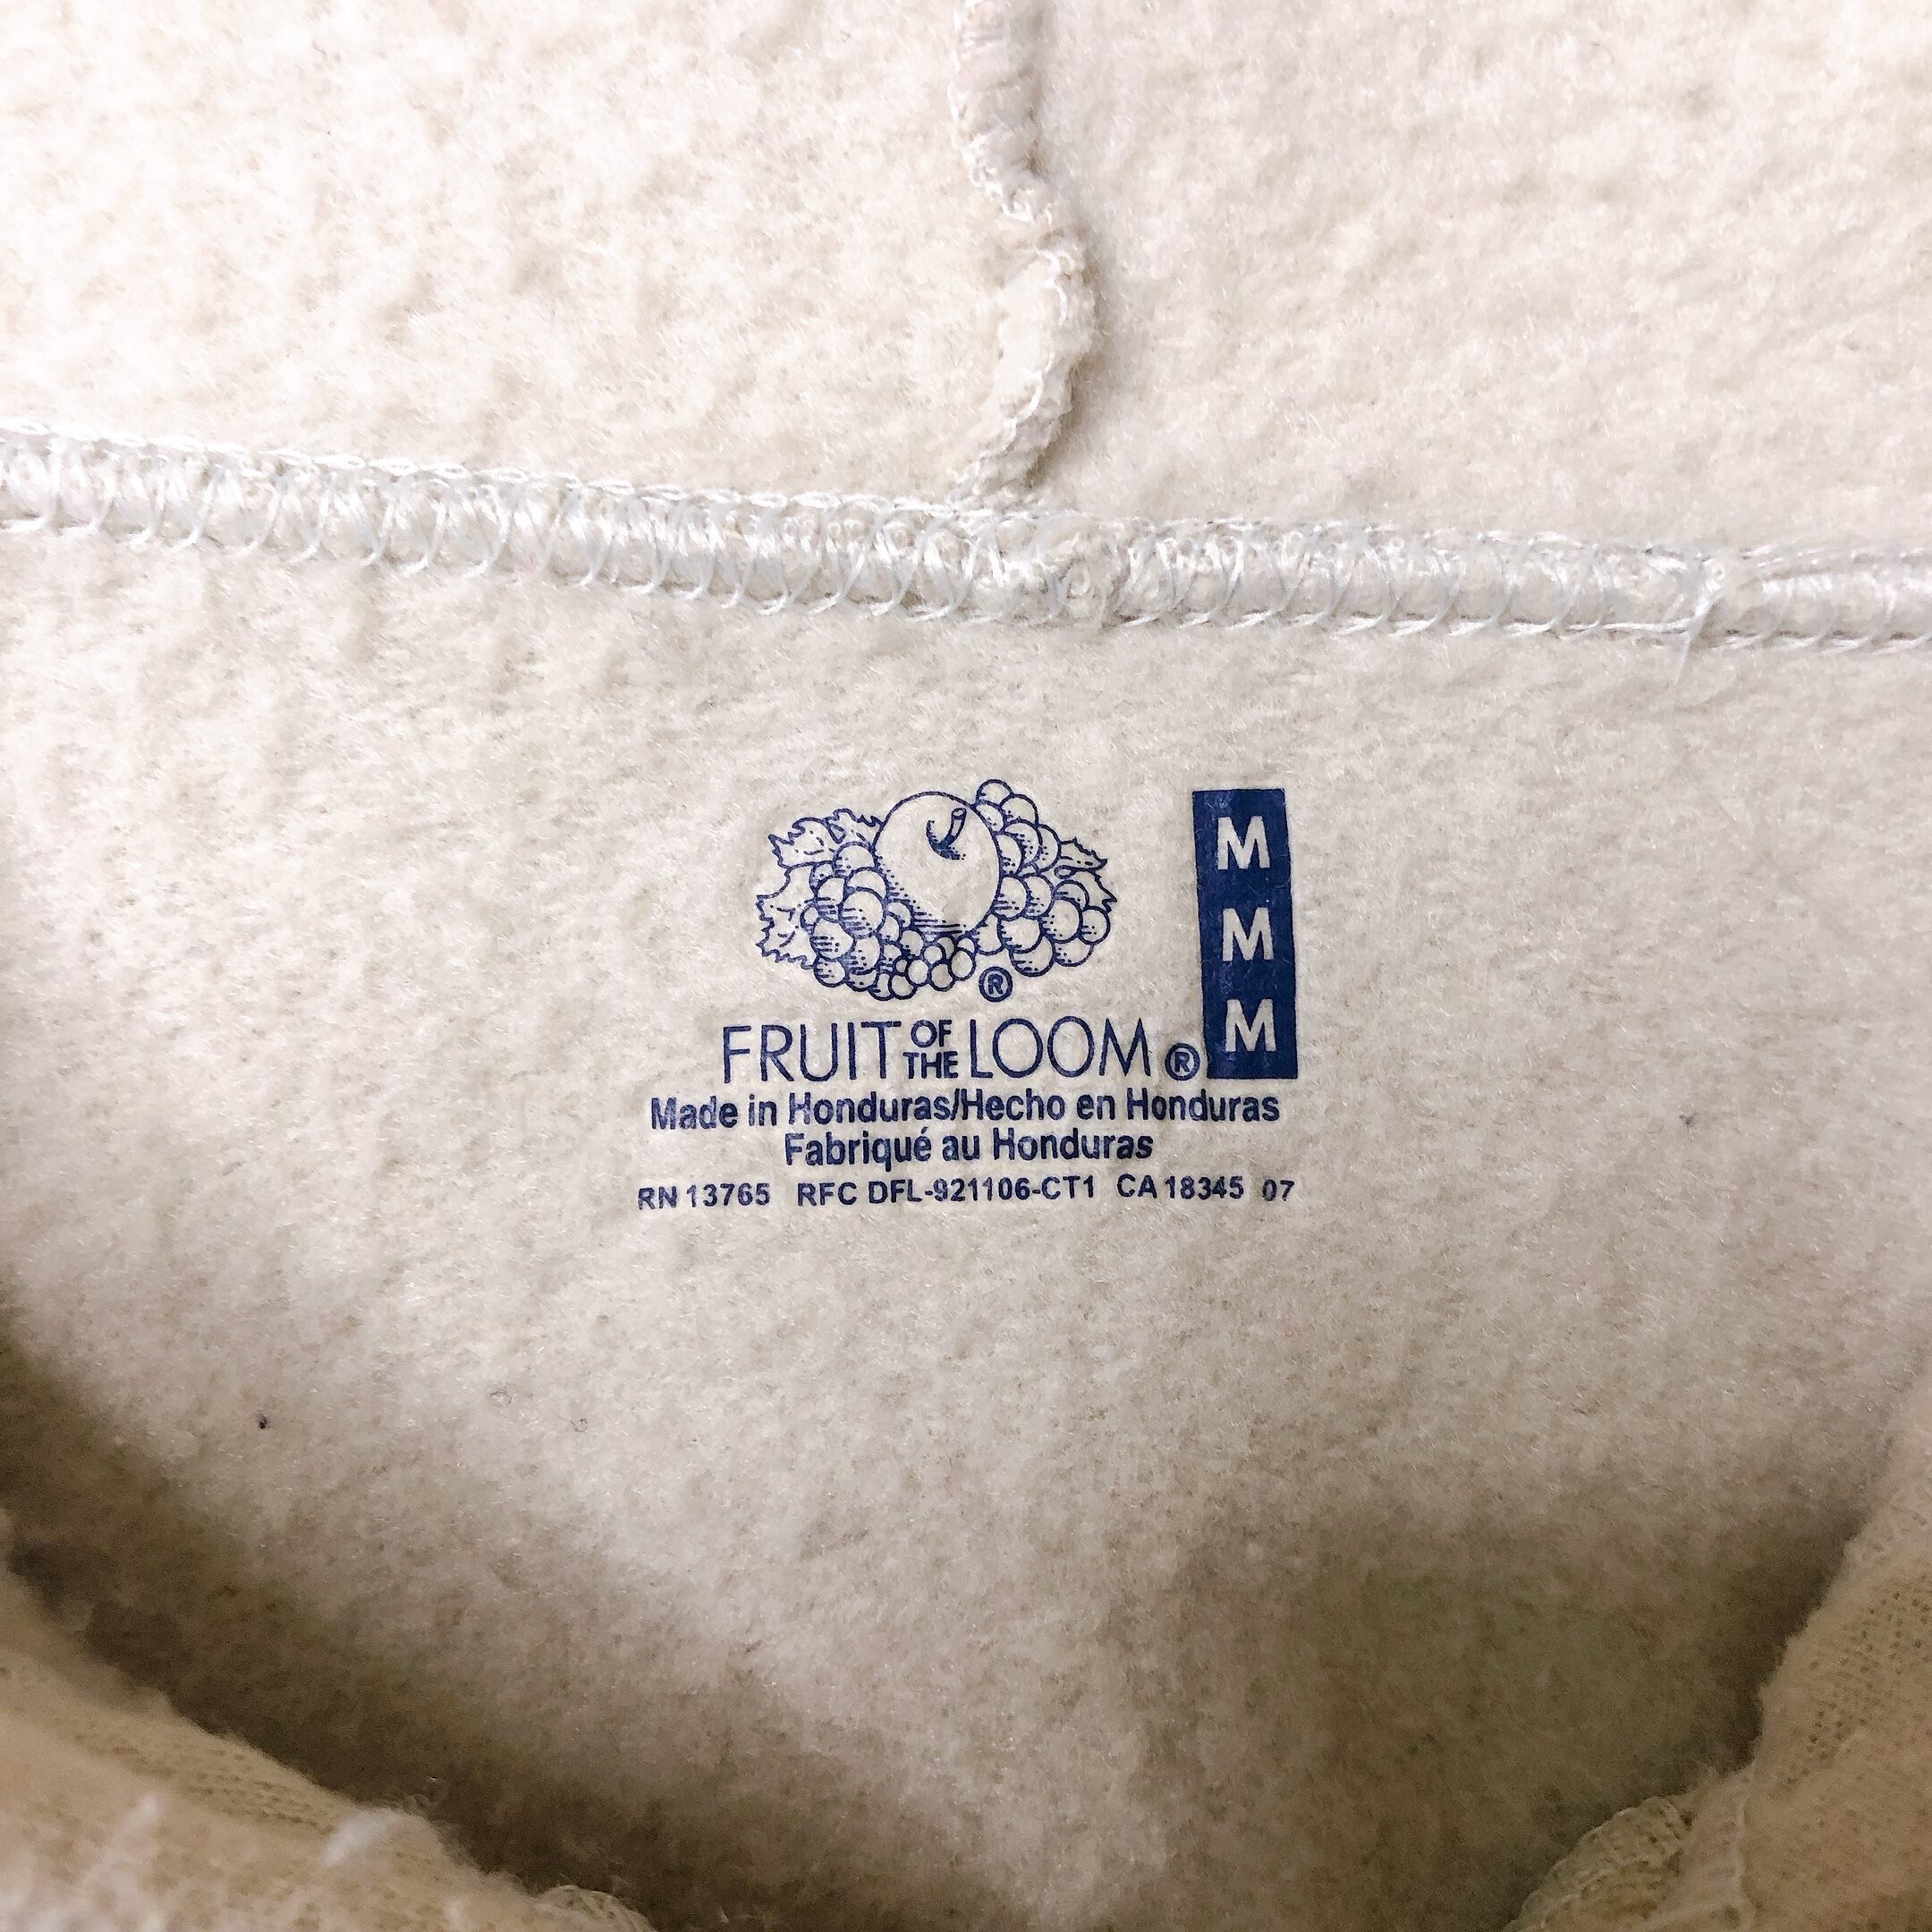 ®
FRUIT OF THE LOOM®
M
M
M
Made in Honduras/Hecho en Honduras
Fabriqué au Honduras
RN 13765 RFC DFL-921106-CT1 CA 18345 07